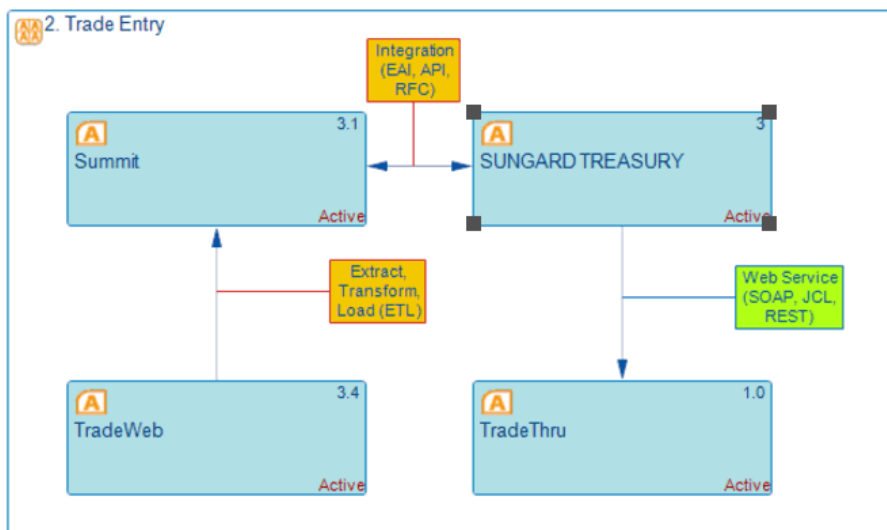 2. Trade Entry
Integration
(EAI, API,
RFC)
A
3.1
Summit
Active
A
3
SUNGARD TREASURY
Active
Extract,
Transform,
Load (ETL)
Web Service
(SOAP, JCL,
REST)
A
3.4
TradeWeb
Active
A
1.0
TradeThru
Active